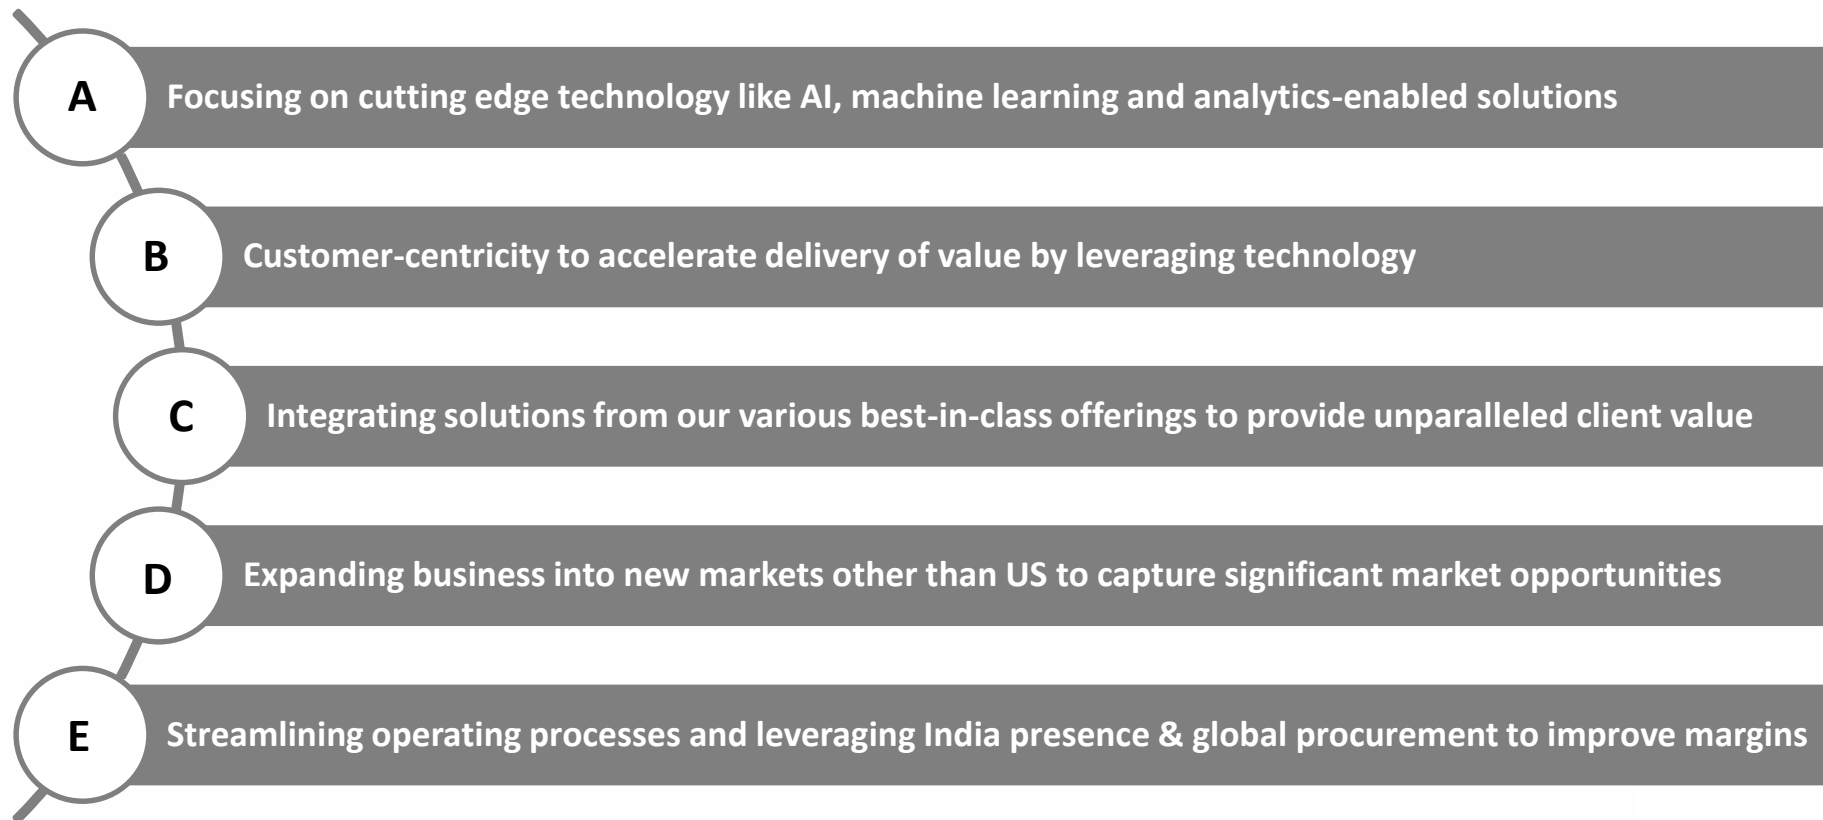 A
Focusing on cutting edge technology like AI, machine learning and analytics-enabled solutions
B
Customer-centricity to accelerate delivery of value by leveraging technology
C
Integrating solutions from our various best-in-class offerings to provide unparalleled client value
D
Expanding business into new markets other than US to capture significant market opportunities
E
Streamlining operating processes and leveraging India presence & global procurement to improve margins